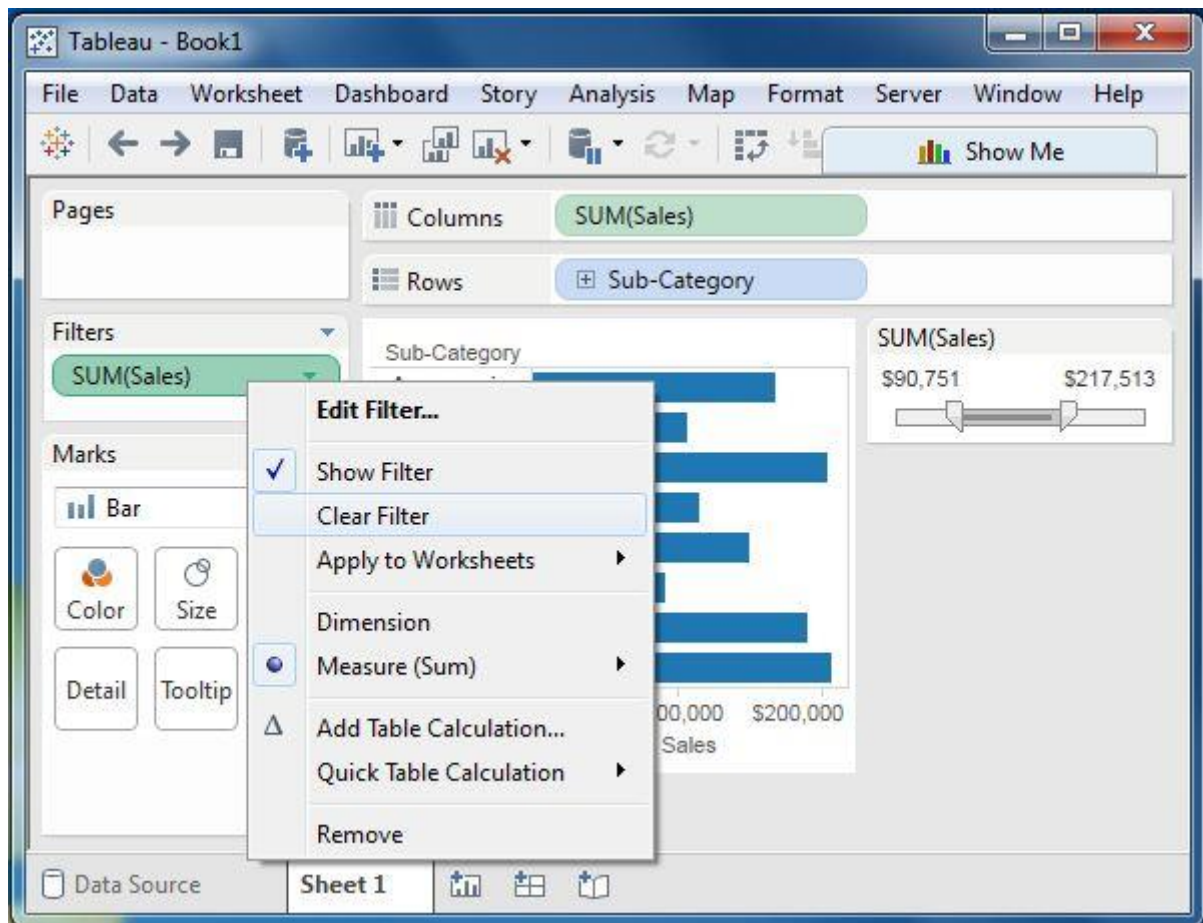 Tableau - Book1
File Data Worksheet Dashboard Story Analysis Map Format Server Window Help
Show Me
Pages
Columns
SUM(Sales)
Rows
Sub-Category
Filters
SUM(Sales)
Sub-Category
SUM(Sales)
$90,751 $217,513
Edit Filter...
Show Filter
Clear Filter
Apply to Worksheets
Dimension
Measure (Sum)
Add Table Calculation...
Quick Table Calculation
Remove
Marks
Bar
Color Size
Detail Tooltip
00,000 $200,000
Sales
Data Source Sheet 1